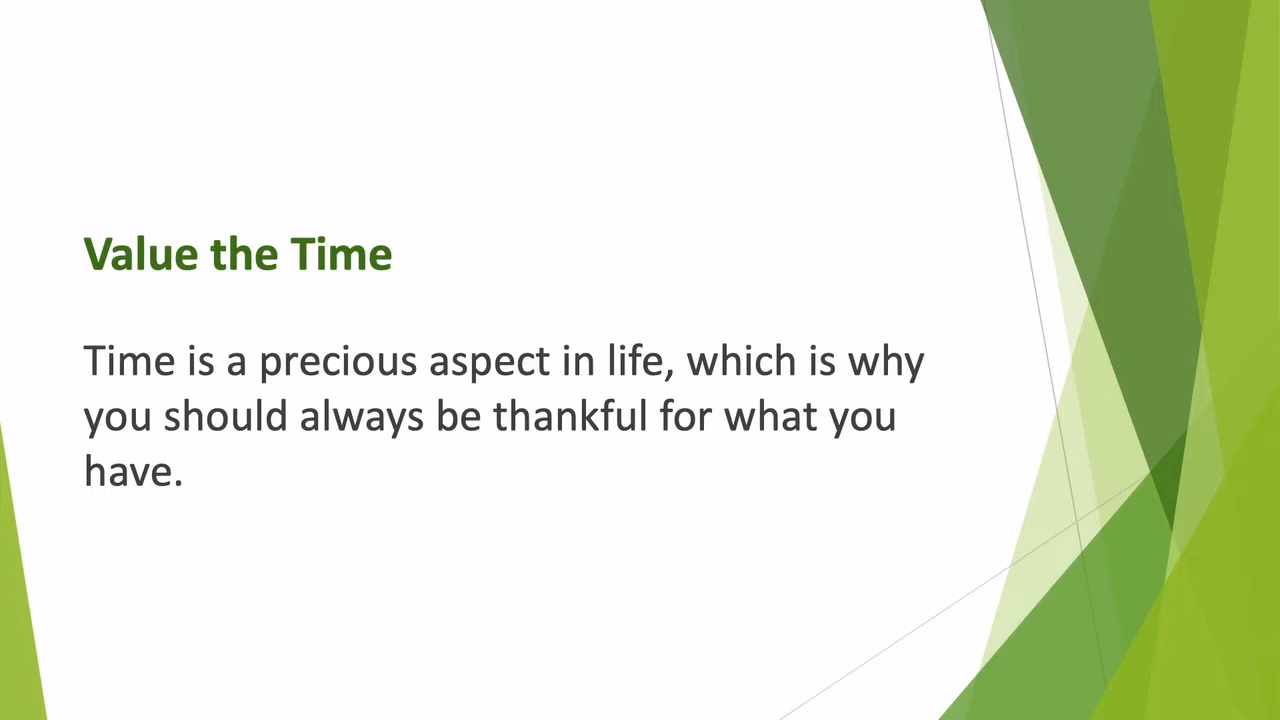 Value the Time
Time is a precious aspect in life, which is why
you should always be thankful for what you
have.